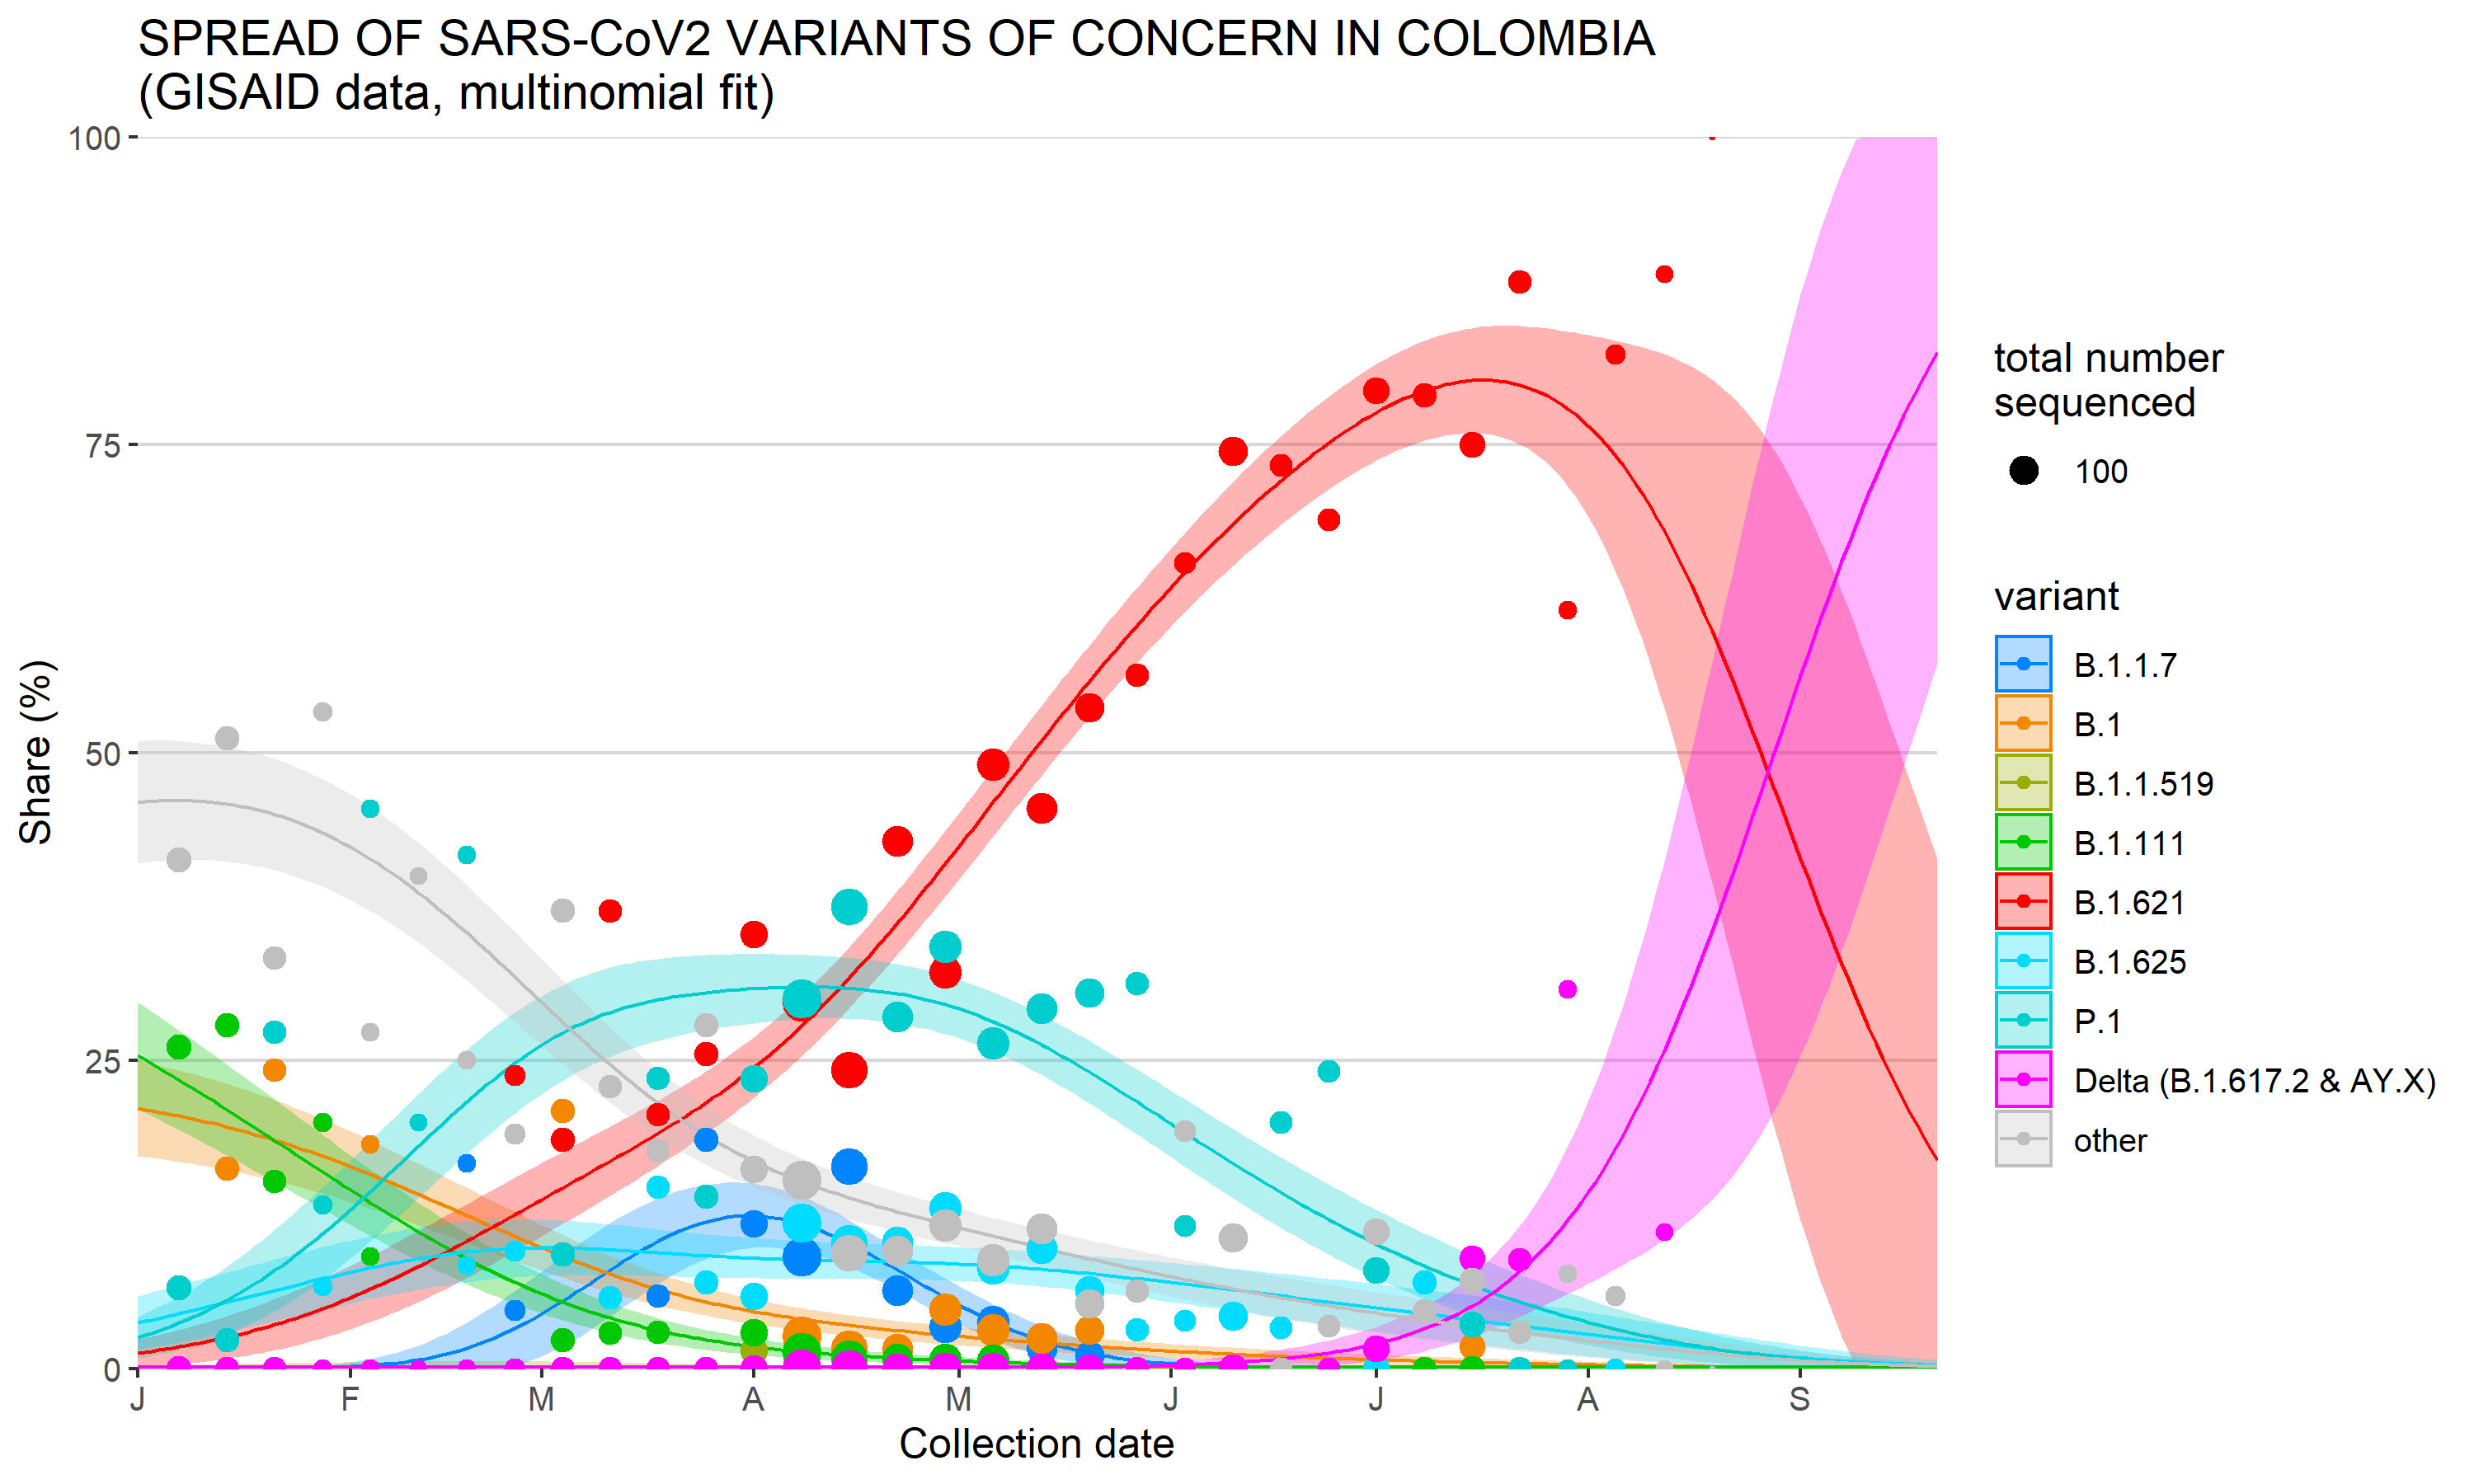 SPREAD OF SARS-CoV2 VARIANTS OF CONCERN IN COLOMBIA
(GISAID data, multinomial fit)
100
75
50
25
0
Share (%)
J F M A M J J A S
Collection date
total number
sequenced
100
variant
B.1.1.7
B.1
B.1.1.519
B.1.111
B.1.621
B.1.625
P.1
Delta (B.1.617.2 & AY.X)
other